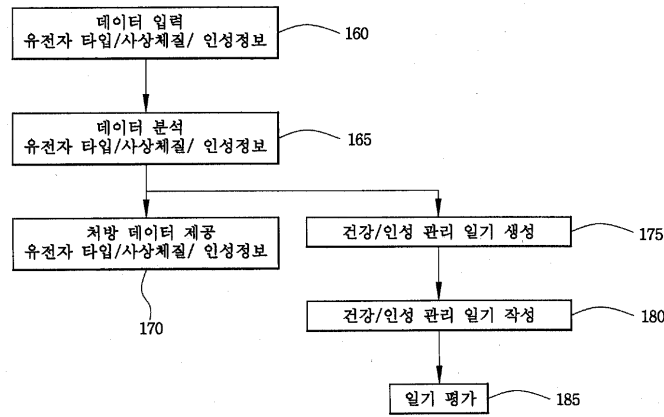 데이터 입력
유전자 타입/사상체질/ 인성정보
160
데이터 분석
유전자 타입/사상체질/ 인성정보
165
처방 데이터 제공
유전자 타입/사상체질/ 인성정보
170
건강/인성 관리 일기 생성
175
건강/인성 관리 일기 작성
180
일기 평가
185